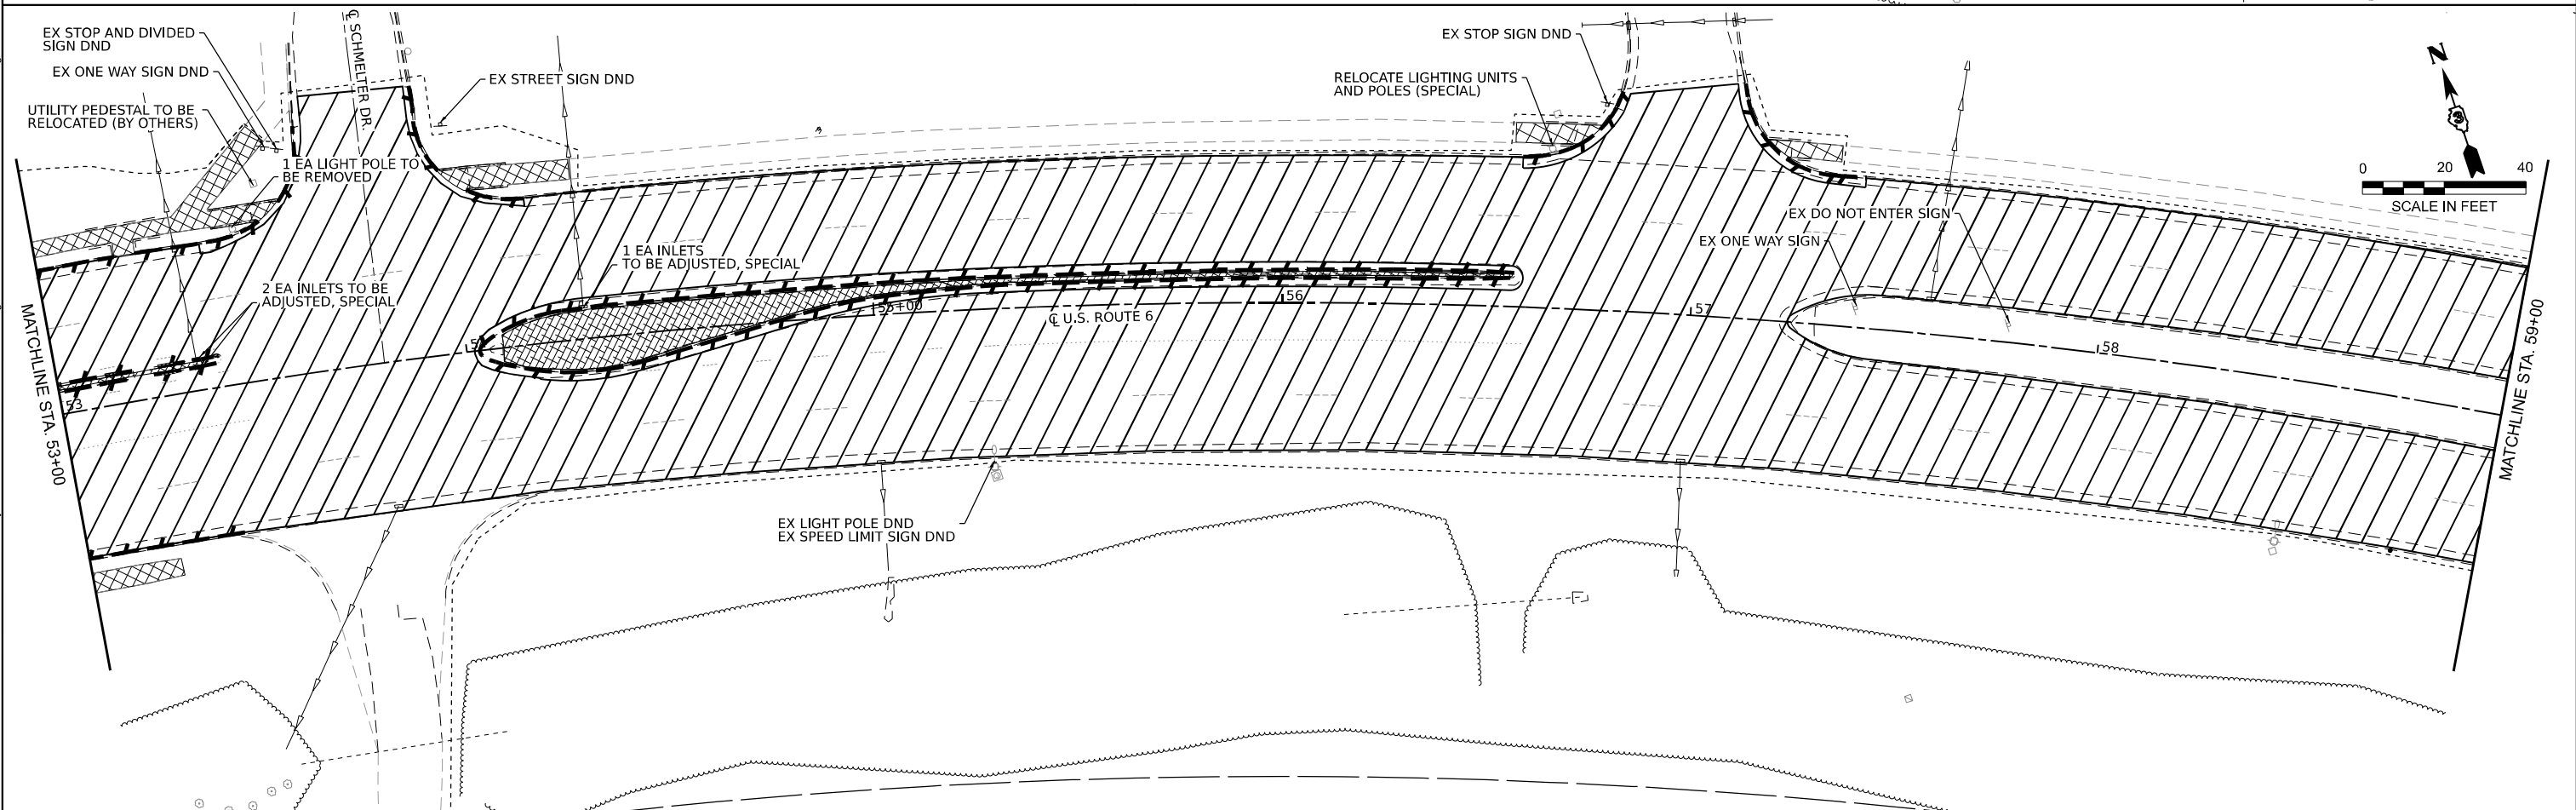 EX STOP AND DIVIDED
SIGN DND
EX ONE WAY SIGN DND
UTILITY PEDESTAL TO BE
RELOCATED (BY OTHERS)
℄ SCHMELTER DR.
EX STREET SIGN DND
1 EA LIGHT POLE TO
BE REMOVED
2 EA INLETS TO BE
ADJUSTED, SPECIAL
1 EA INLETS
TO BE ADJUSTED, SPECIAL
EX STOP SIGN DND
RELOCATE LIGHTING UNITS
AND POLES (SPECIAL)
EX DO NOT ENTER SIGN
EX ONE WAY SIGN
N
3
0 20 40
SCALE IN FEET
MATCHLINE STA. 53+00
53
55+00
℄ U.S. ROUTE 6
56
57
58
MATCHLINE STA. 59+00
EX LIGHT POLE DND
EX SPEED LIMIT SIGN DND